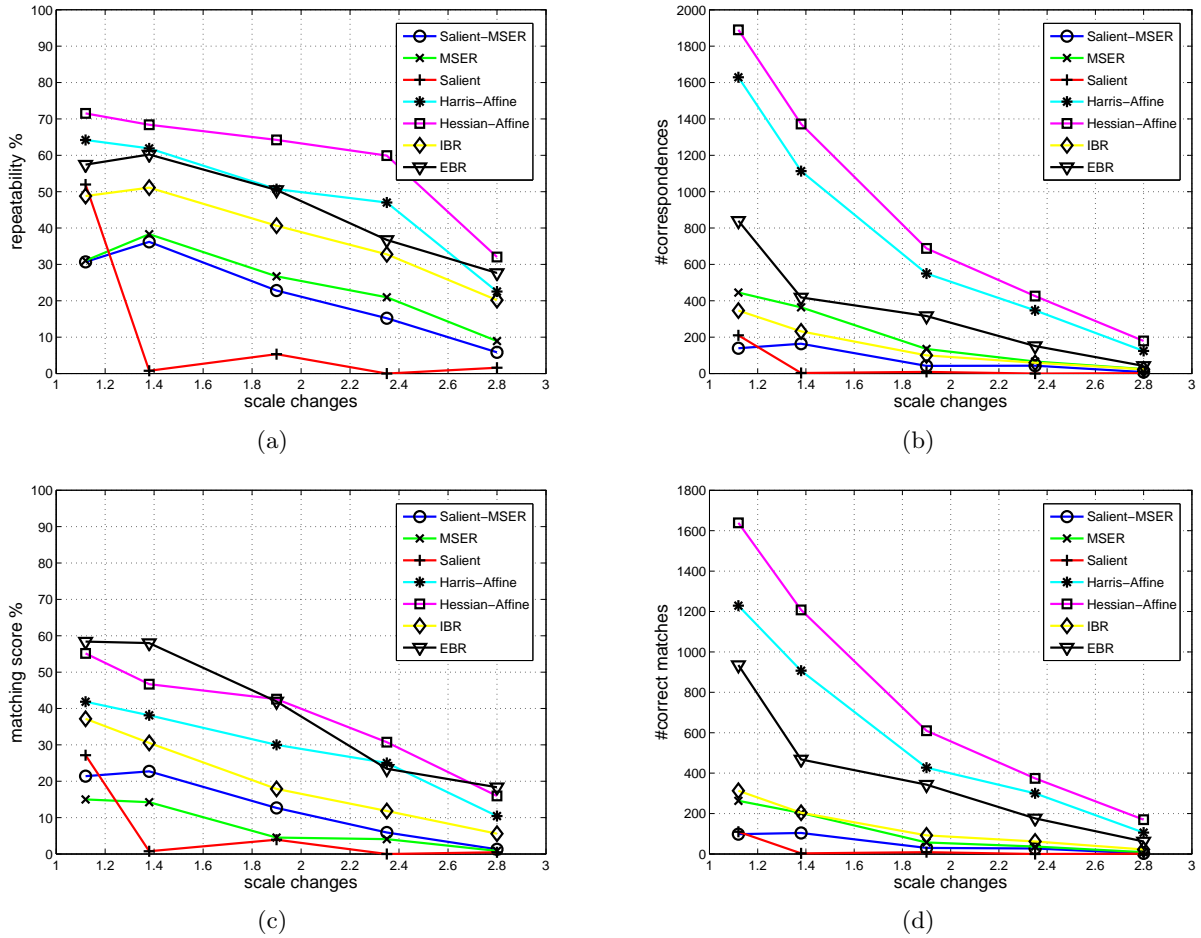 100
90
80
70
60
50
40
30
20
10
0
repeatability %
1 1.2 1.4 1.6 1.8 2 2.2 2.4 2.6 2.8 3
scale changes
Salient−MSER
MSER
Salient
Harris−Affine
Hessian−Affine
IBR
EBR
(a)
2000
1800
1600
1400
1200
1000
800
600
400
200
0
#correspondences
1 1.2 1.4 1.6 1.8 2 2.2 2.4 2.6 2.8 3
scale changes
Salient−MSER
MSER
Salient
Harris−Affine
Hessian−Affine
IBR
EBR
(b)
100
90
80
70
60
50
40
30
20
10
0
matching score %
1 1.2 1.4 1.6 1.8 2 2.2 2.4 2.6 2.8 3
scale changes
Salient−MSER
MSER
Salient
Harris−Affine
Hessian−Affine
IBR
EBR
(c)
1800
1600
1400
1200
1000
800
600
400
200
0
#correct matches
1 1.2 1.4 1.6 1.8 2 2.2 2.4 2.6 2.8 3
scale changes
Salient−MSER
MSER
Salient
Harris−Affine
Hessian−Affine
IBR
EBR
(d)